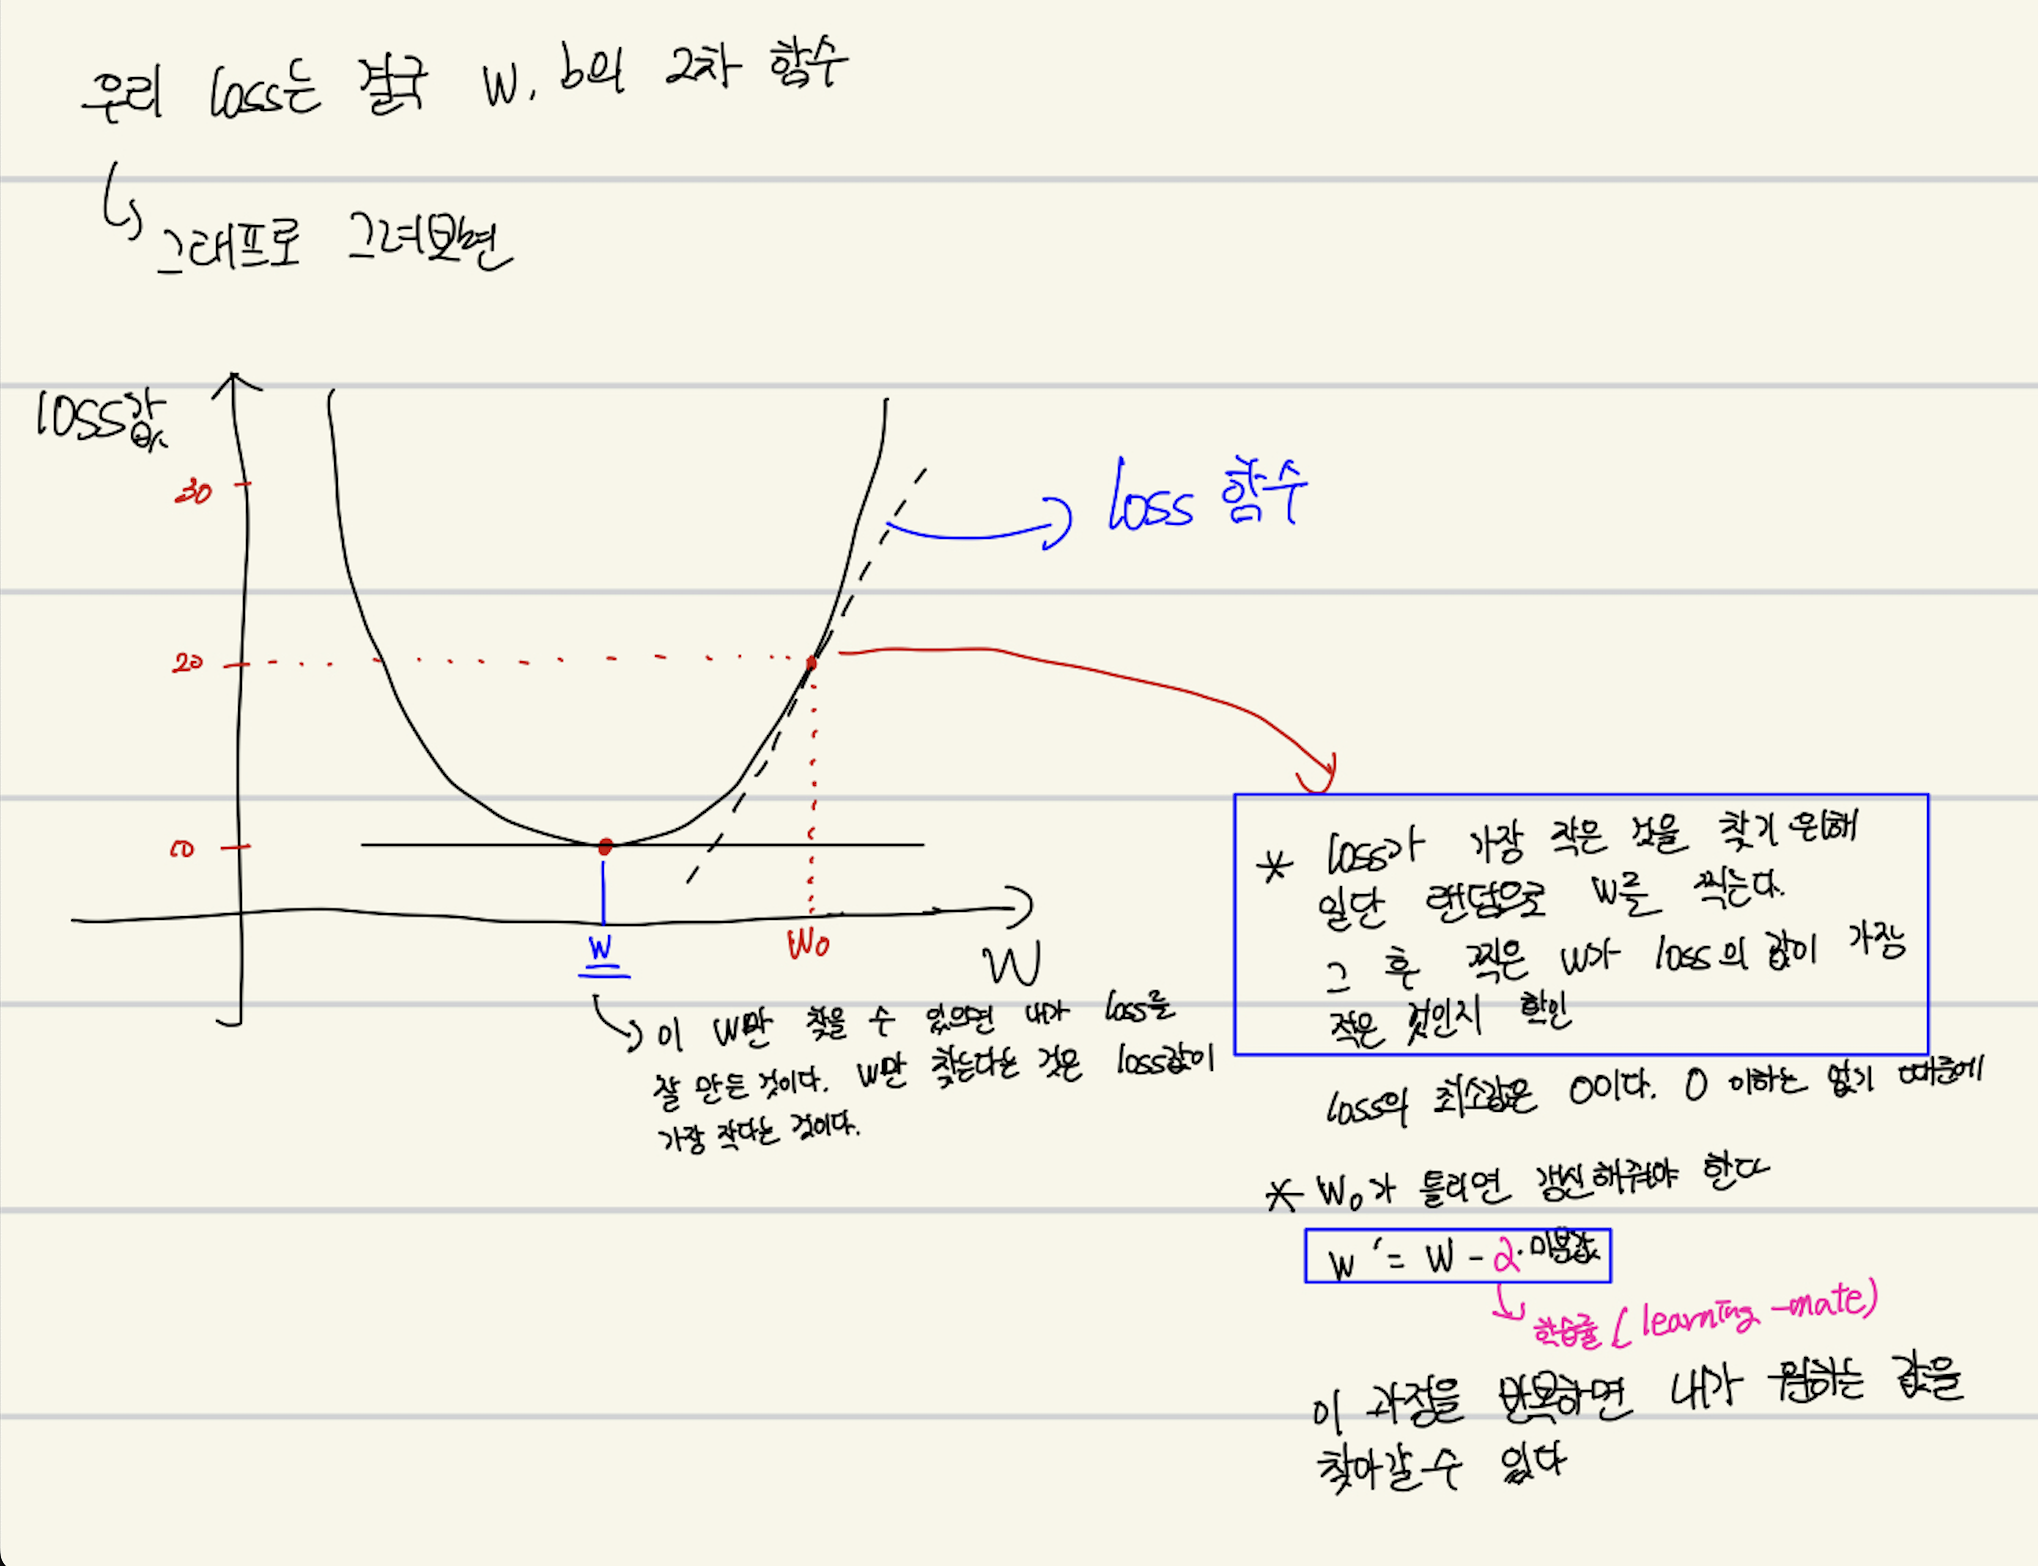 우리 loss는 결국 W, b의 2차 함수
그래프로 그려보면
loss값
30
loss 함수
20
10
W
W₀
W
* loss가 가장 작은 것을 찾기 위해
일단 랜덤으로 W를 찍는다.
그 후 찍은 W가 loss의 값이 가장
작은 것인지 확인
이 W만 찾을 수 있으면 내가 loss를
잘 만든 것이다. W만 찾는다는 것은 loss값이
가장 작다는 것이다.
loss의 최소값은 0이다. 0 이하는 없기 때문에
* W₀가 틀리면 갱신해줘야 한다
W' = W - α·미분값
학습률 (learning-mate)
이 과정을 반복하면 내가 원하는 값을
찾아갈 수 있다